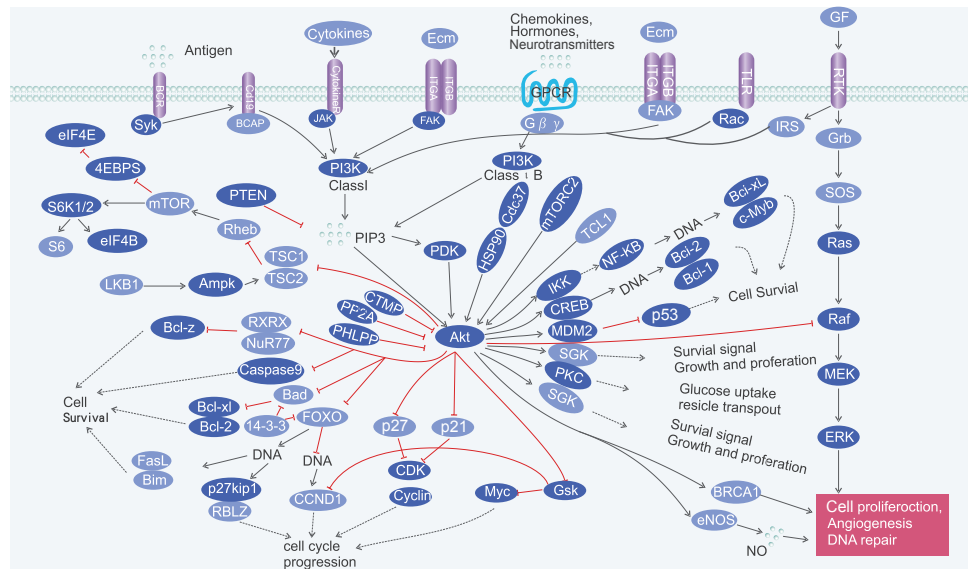 Antigen
Cytokines
Ecm
Chemokines,
Hormones,
Neurotmitters
Ecm
GF
BCR
Cd19
CytokineR
ITGA
ITGB
GPCR
ITGA
ITGB
TLR
RTK
Syk
BCAP
JAK
FAK
Gβγ
FAK
Rac
IRS
Grb
eIF4E
4EBPS
PI3K
ClassI
PI3K
Class I B
S6K1/2
mTOR
PTEN
Cdc37
mTORC2
Bcl-xL
c-Myb
SOS
S6
eIF4B
Rheb
PIP3
PDK
HSP90
TCL1
NF-KB
DNA
Ras
TSC1
TSC2
Bci-2
Bci-1
LKB1
Ampk
IKK
DNA
Cell Survial
CTMP
PP2A
PHLPP
CREB
MDM2
p53
Raf
Bcl-z
RXRX
NuR77
Akt
SGK
Survial signal
Growth and proferation
Caspase9
PKC
MEK
Glucose uptake
resicle transpout
Cell
Survival
Bad
SGK
Bcl-xl
Bcl-2
14-3-3
FOXO
p27
p21
Survial signal
Growth and proferation
ERK
FasL
Bim
DNA
DNA
CDK
p27kip1
RBLZ
CCND1
Cyclin
Myc
Gsk
BRCA1
eNOS
NO
Cell proliferoction,
Angiogenesis
DNA repair
cell cycle
progression